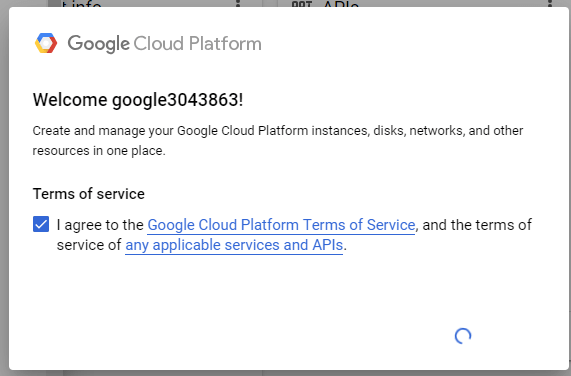 t info
API APIs
Google Cloud Platform
Welcome google3043863!
Create and manage your Google Cloud Platform instances, disks, networks, and other
resources in one place.
Terms of service
I agree to the Google Cloud Platform Terms of Service, and the terms of
service of any applicable services and APIs.